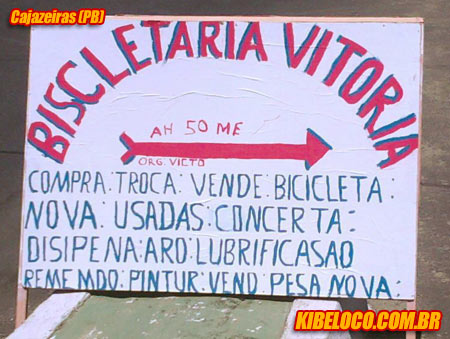 Cajazeiras (PB)
BISCLETARIA VITORIA
AH 50 ME
ORG. VICTO
COMPRA: TROCA: VENDE: BICICLETA:
NOVA: USADAS: CONCERTA:
DISIPENA: ARO: LUBRIFICASAO
REMEMDO: PINTUR: VEND: PESA NOVA:
KIBELOCO.COM.BR